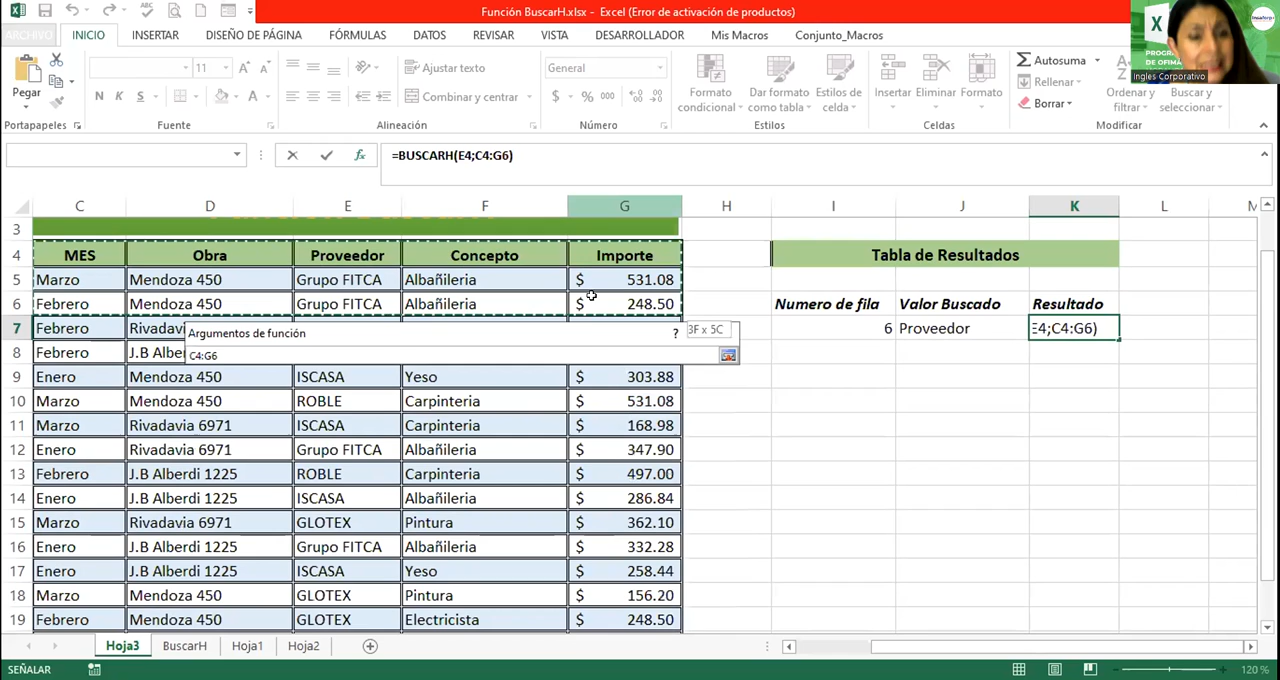 Función BuscarH.xlsx - Excel (Error de activación de productos)
ARCHIVO INICIO INSERTAR DISEÑO DE PÁGINA FÓRMULAS DATOS REVISAR VISTA DESARROLLADOR Mis Macros Conjunto_Macros
Ingles Corporativo
Pegar
11
N K S
Ajustar texto
Combinar y centrar
General
$ % 000
Formato condicional
Dar formato como tabla
Estilos de celda
Insertar Eliminar Formato
Autosuma
Rellenar
Borrar
Ordenar y filtrar
Buscar y seleccionar
Portapapeles Fuente Alineación Número Estilos Celdas Modificar
=BUSCARH(E4;C4:G6)
C D E F G H I J K L M
3
4 MES Obra Proveedor Concepto Importe Tabla de Resultados
5 Marzo Mendoza 450 Grupo FITCA Albañileria $ 531.08
6 Febrero Mendoza 450 Grupo FITCA Albañileria $ 248.50 Numero de fila Valor Buscado Resultado
7 Febrero 6 Proveedor E4;C4:G6)
Argumentos de función ? 3F x 5C
C4:G6
8 Febrero
9 Enero Mendoza 450 ISCASA Yeso $ 303.88
10 Marzo Mendoza 450 ROBLE Carpinteria $ 531.08
11 Marzo Rivadavia 6971 ISCASA Carpinteria $ 168.98
12 Enero Rivadavia 6971 Grupo FITCA Albañileria $ 347.90
13 Febrero J.B Alberdi 1225 ROBLE Carpinteria $ 497.00
14 Enero J.B Alberdi 1225 ISCASA Albañileria $ 286.84
15 Marzo Rivadavia 6971 GLOTEX Pintura $ 362.10
16 Enero J.B Alberdi 1225 Grupo FITCA Albañileria $ 332.28
17 Enero J.B Alberdi 1225 ISCASA Yeso $ 258.44
18 Marzo Mendoza 450 GLOTEX Pintura $ 156.20
19 Febrero Mendoza 450 GLOTEX Electricista $ 248.50
Hoja3 BuscarH Hoja1 Hoja2
SEÑALAR 120 %